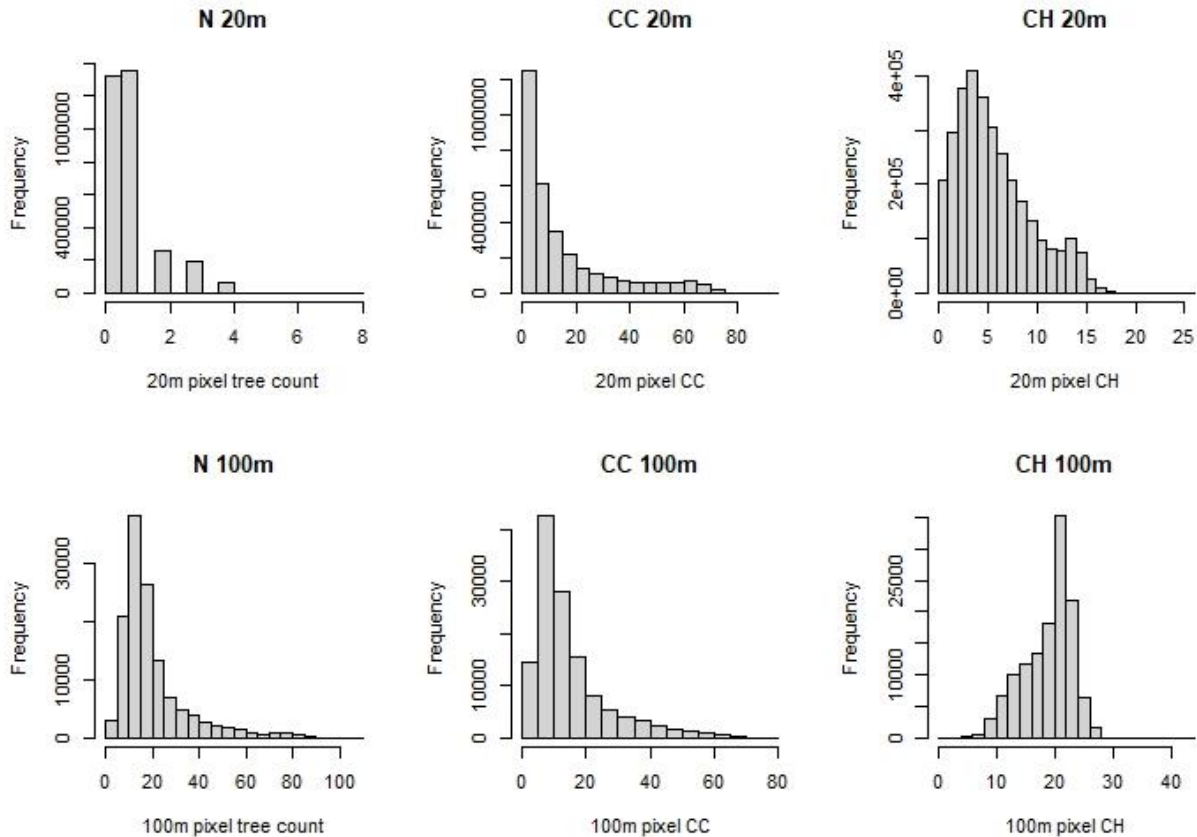 N 20m
CC 20m
CH 20m
Frequency
0
400000
1000000
0 2 4 6 8
20m pixel tree count
Frequency
0
400000
1000000
0 20 40 60 80
20m pixel CC
Frequency
0e+00
2e+05
4e+05
0 5 10 15 20 25
20m pixel CH
N 100m
CC 100m
CH 100m
Frequency
0
10000
30000
0 20 40 60 80 100
100m pixel tree count
Frequency
0
10000
30000
0 20 40 60 80
100m pixel CC
Frequency
0
10000
25000
0 10 20 30 40
100m pixel CH